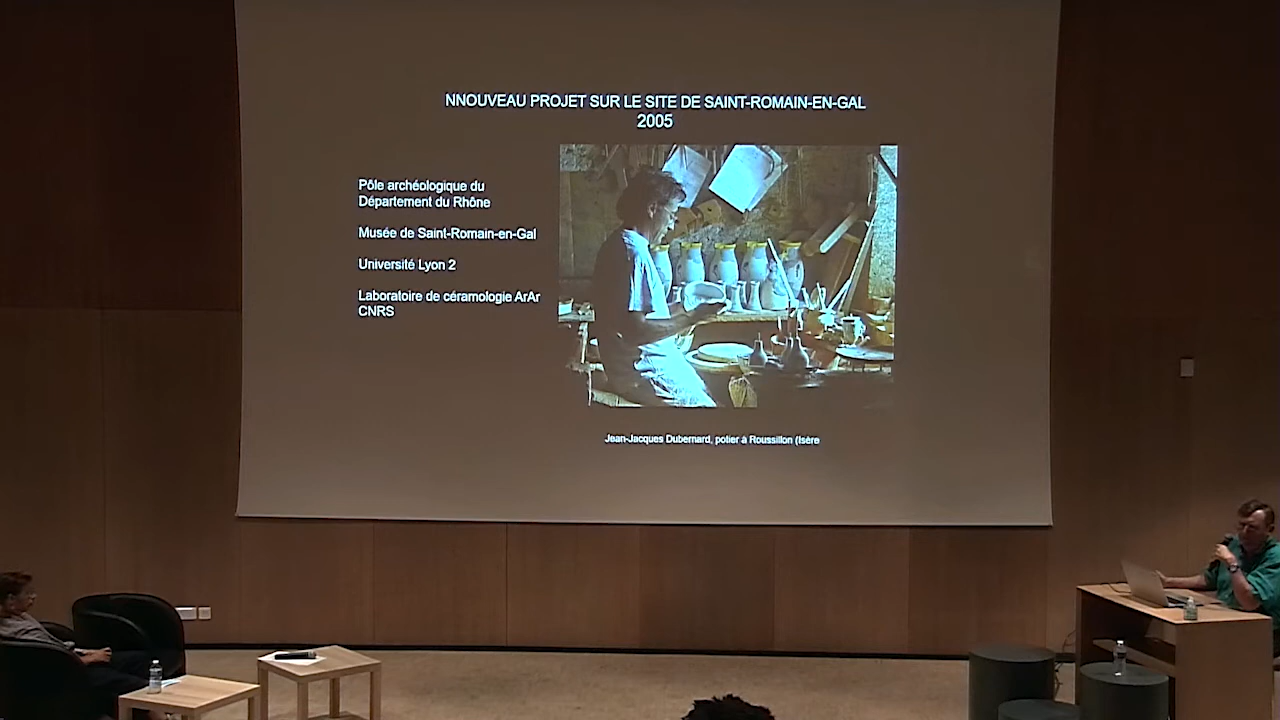 NNOUVEAU PROJET SUR LE SITE DE SAINT-ROMAIN-EN-GAL
2005
Pôle archéologique du
Département du Rhône
Musée de Saint-Romain-en-Gal
Université Lyon 2
Laboratoire de céramologie ArAr
CNRS
Jean-Jacques Dubernard, potier à Roussillon (Isère